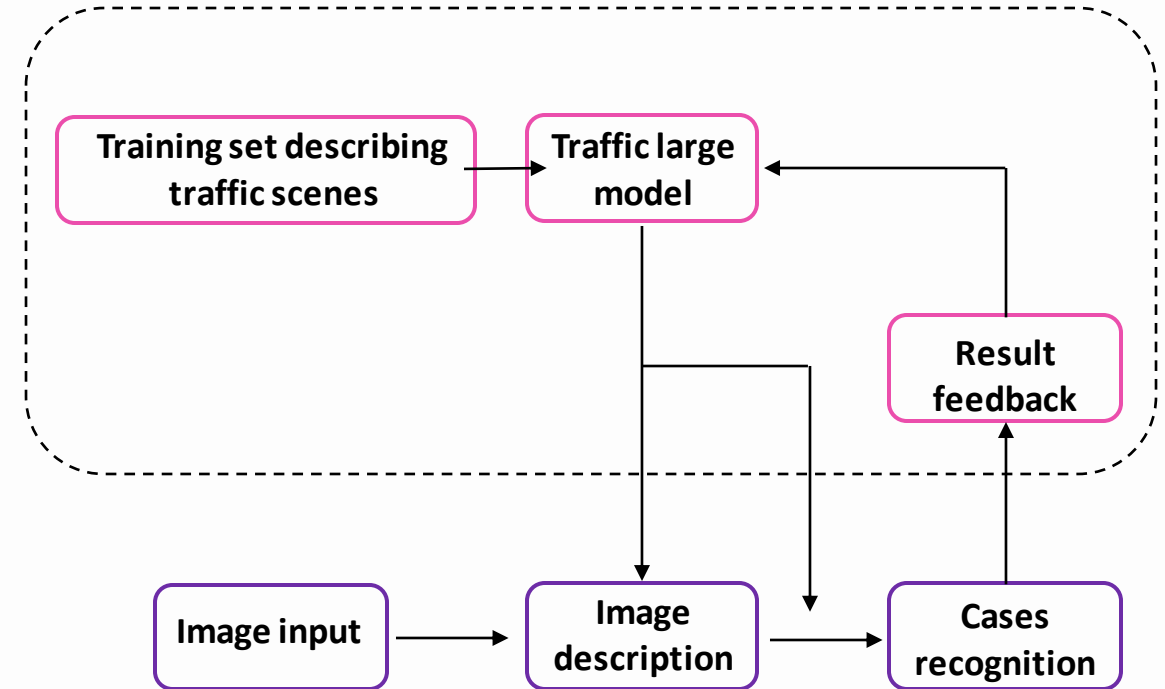 Training set describing
traffic scenes
Traffic large
model
Result
feedback
Image input
Image
description
Cases
recognition